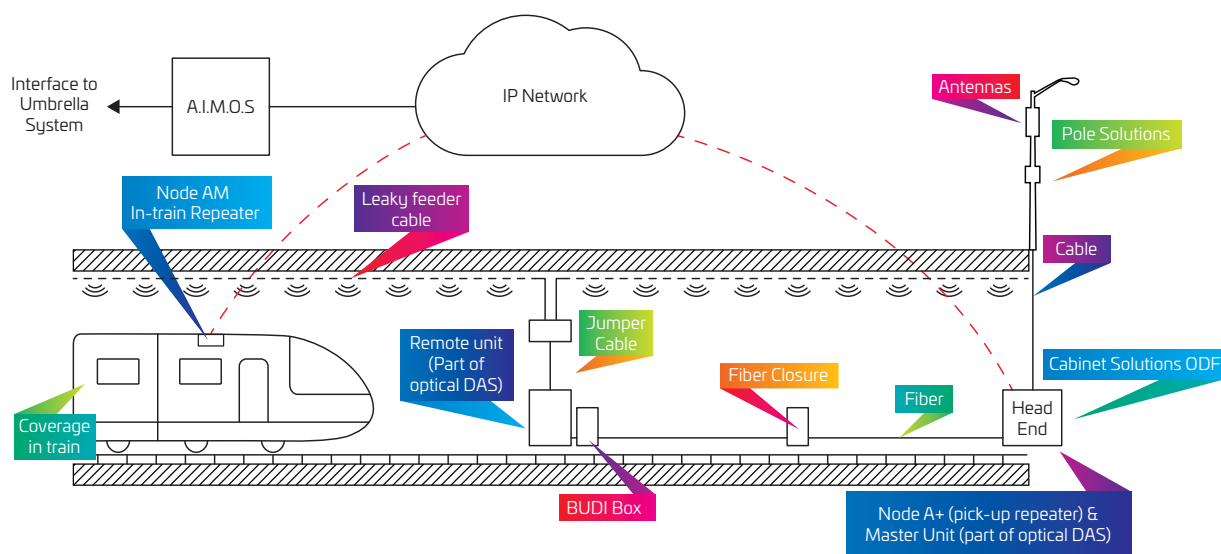 Interface to
Umbrella
System
A.I.M.O.S
IP Network
Antennas
Pole Solutions
Node AM
In-train Repeater
Leaky feeder
cable
Cable
Remote unit
(Part of
optical DAS)
Jumper
Cable
Fiber Closure
Fiber
Cabinet Solutions ODF
Head
End
Coverage
in train
BUDI Box
Node A+ (pick-up repeater) &
Master Unit (part of optical DAS)